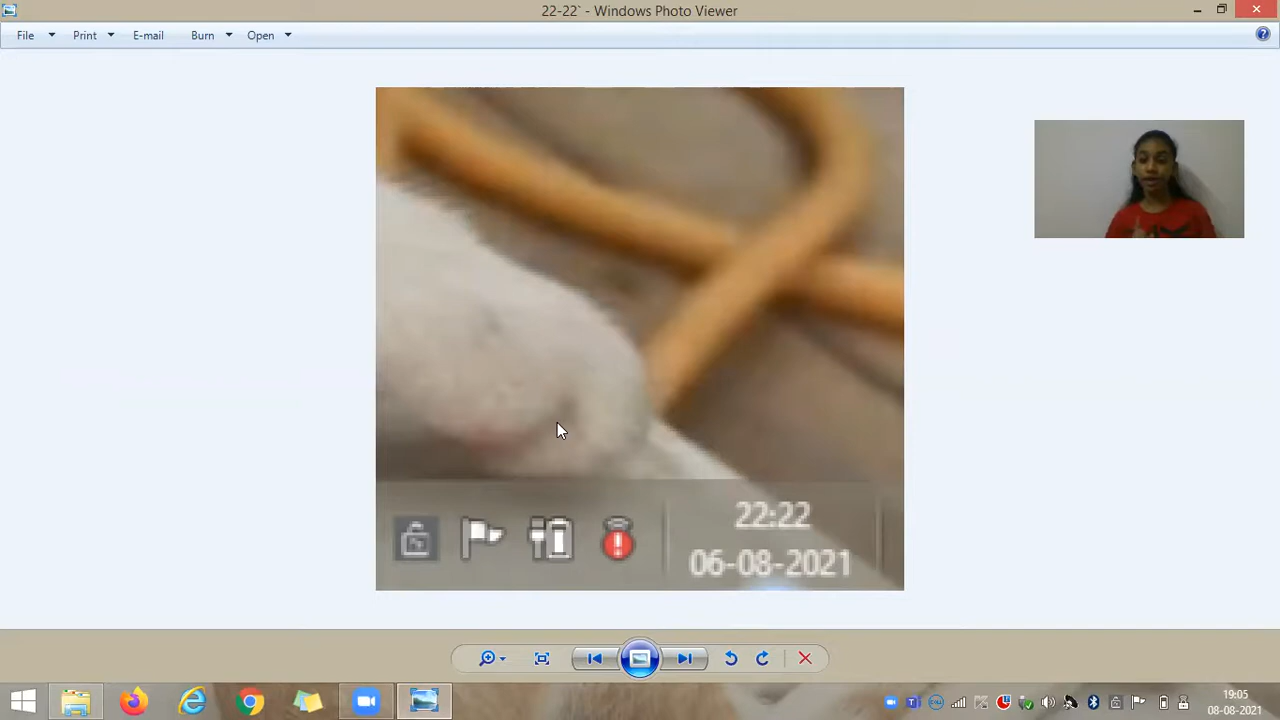 22-22` - Windows Photo Viewer
File Print E-mail Burn Open
22:22
06-08-2021
19:05
08-08-2021